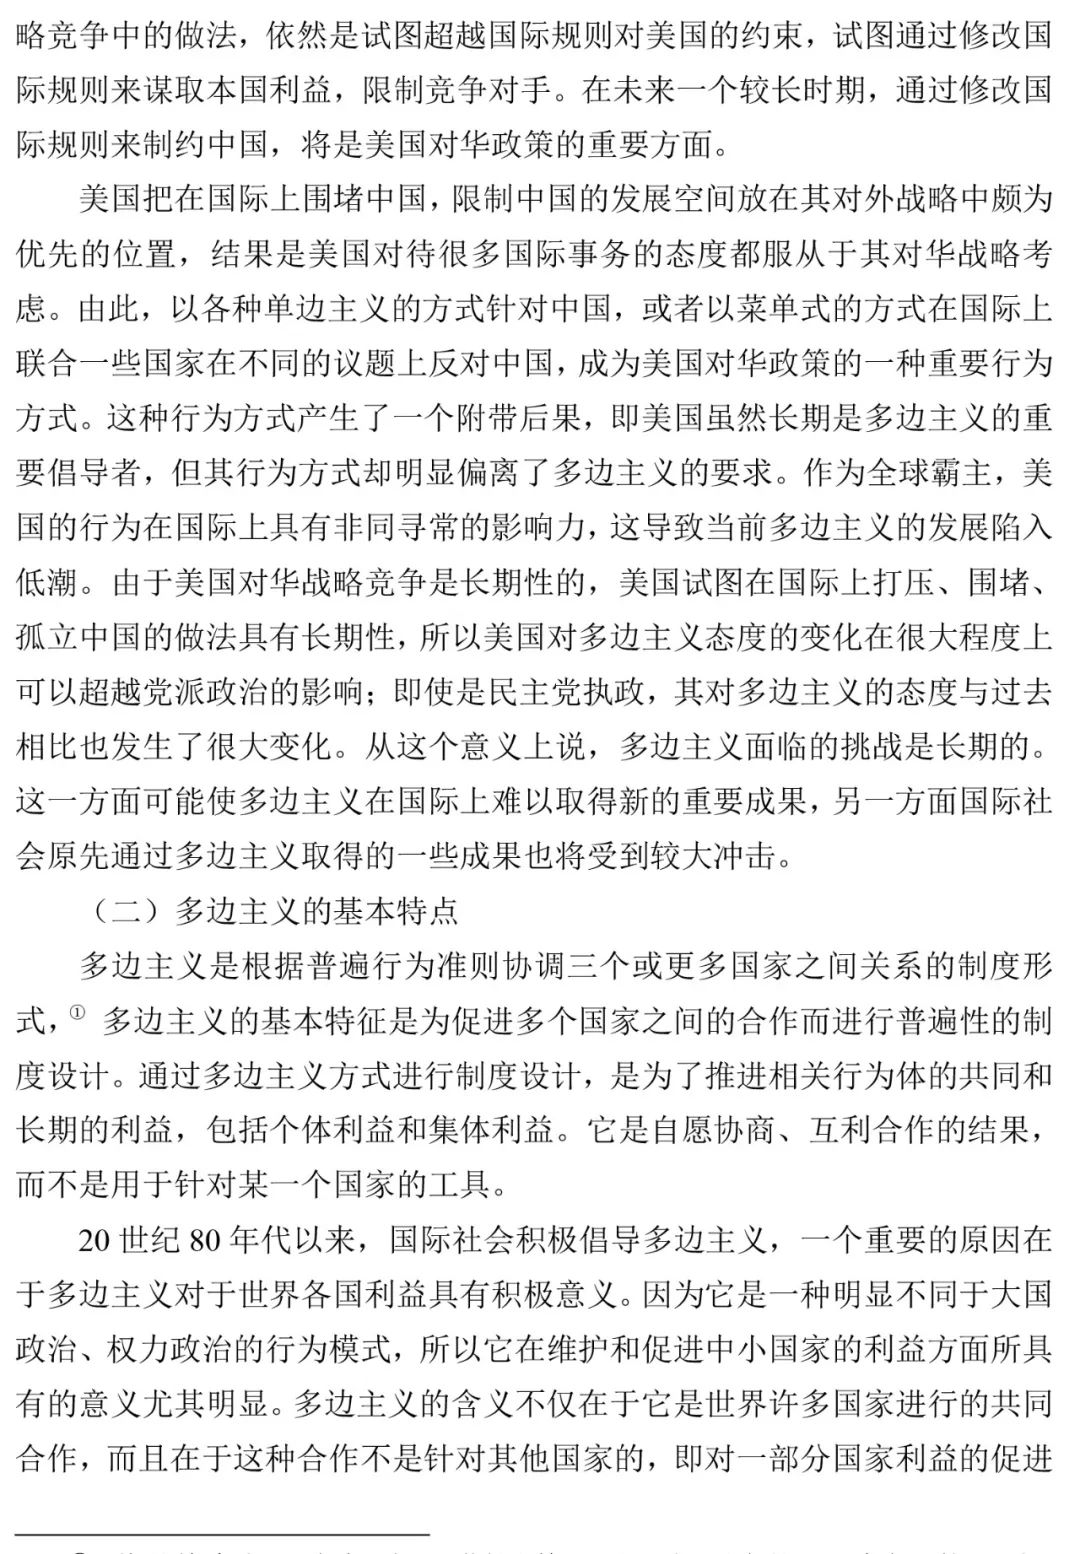 略竞争中的做法，依然是试图超越国际规则对美国的约束，试图通过修改国
际规则来谋取本国利益，限制竞争对手。在未来一个较长时期，通过修改国
际规则来制约中国，将是美国对华政策的重要方面。
美国把在国际上围堵中国，限制中国的发展空间放在其对外战略中颇为
优先的位置，结果是美国对待很多国际事务的态度都服从于其对华战略考
虑。由此，以各种单边主义的方式针对中国，或者以菜单式的方式在国际上
联合一些国家在不同的议题上反对中国，成为美国对华政策的一种重要行为
方式。这种行为方式产生了一个附带后果，即美国虽然长期是多边主义的重
要倡导者，但其行为方式却明显偏离了多边主义的要求。作为全球霸主，美
国的行为在国际上具有非同寻常的影响力，这导致当前多边主义的发展陷入
低潮。由于美国对华战略竞争是长期性的，美国试图在国际上打压、围堵、
孤立中国的做法具有长期性，所以美国对多边主义态度的变化在很大程度上
可以超越党派政治的影响；即使是民主党执政，其对多边主义的态度与过去
相比也发生了很大变化。从这个意义上说，多边主义面临的挑战是长期的。
这一方面可能使多边主义在国际上难以取得新的重要成果，另一方面国际社
会原先通过多边主义取得的一些成果也将受到较大冲击。
（二）多边主义的基本特点
多边主义是根据普遍行为准则协调三个或更多国家之间关系的制度形
式，① 多边主义的基本特征是为促进多个国家之间的合作而进行普遍性的制
度设计。通过多边主义方式进行制度设计，是为了推进相关行为体的共同和
长期的利益，包括个体利益和集体利益。它是自愿协商、互利合作的结果，
而不是用于针对某一个国家的工具。
20 世纪 80 年代以来，国际社会积极倡导多边主义，一个重要的原因在
于多边主义对于世界各国利益具有积极意义。因为它是一种明显不同于大国
政治、权力政治的行为模式，所以它在维护和促进中小国家的利益方面所具
有的意义尤其明显。多边主义的含义不仅在于它是世界许多国家进行的共同
合作，而且在于这种合作不是针对其他国家的，即对一部分国家利益的促进